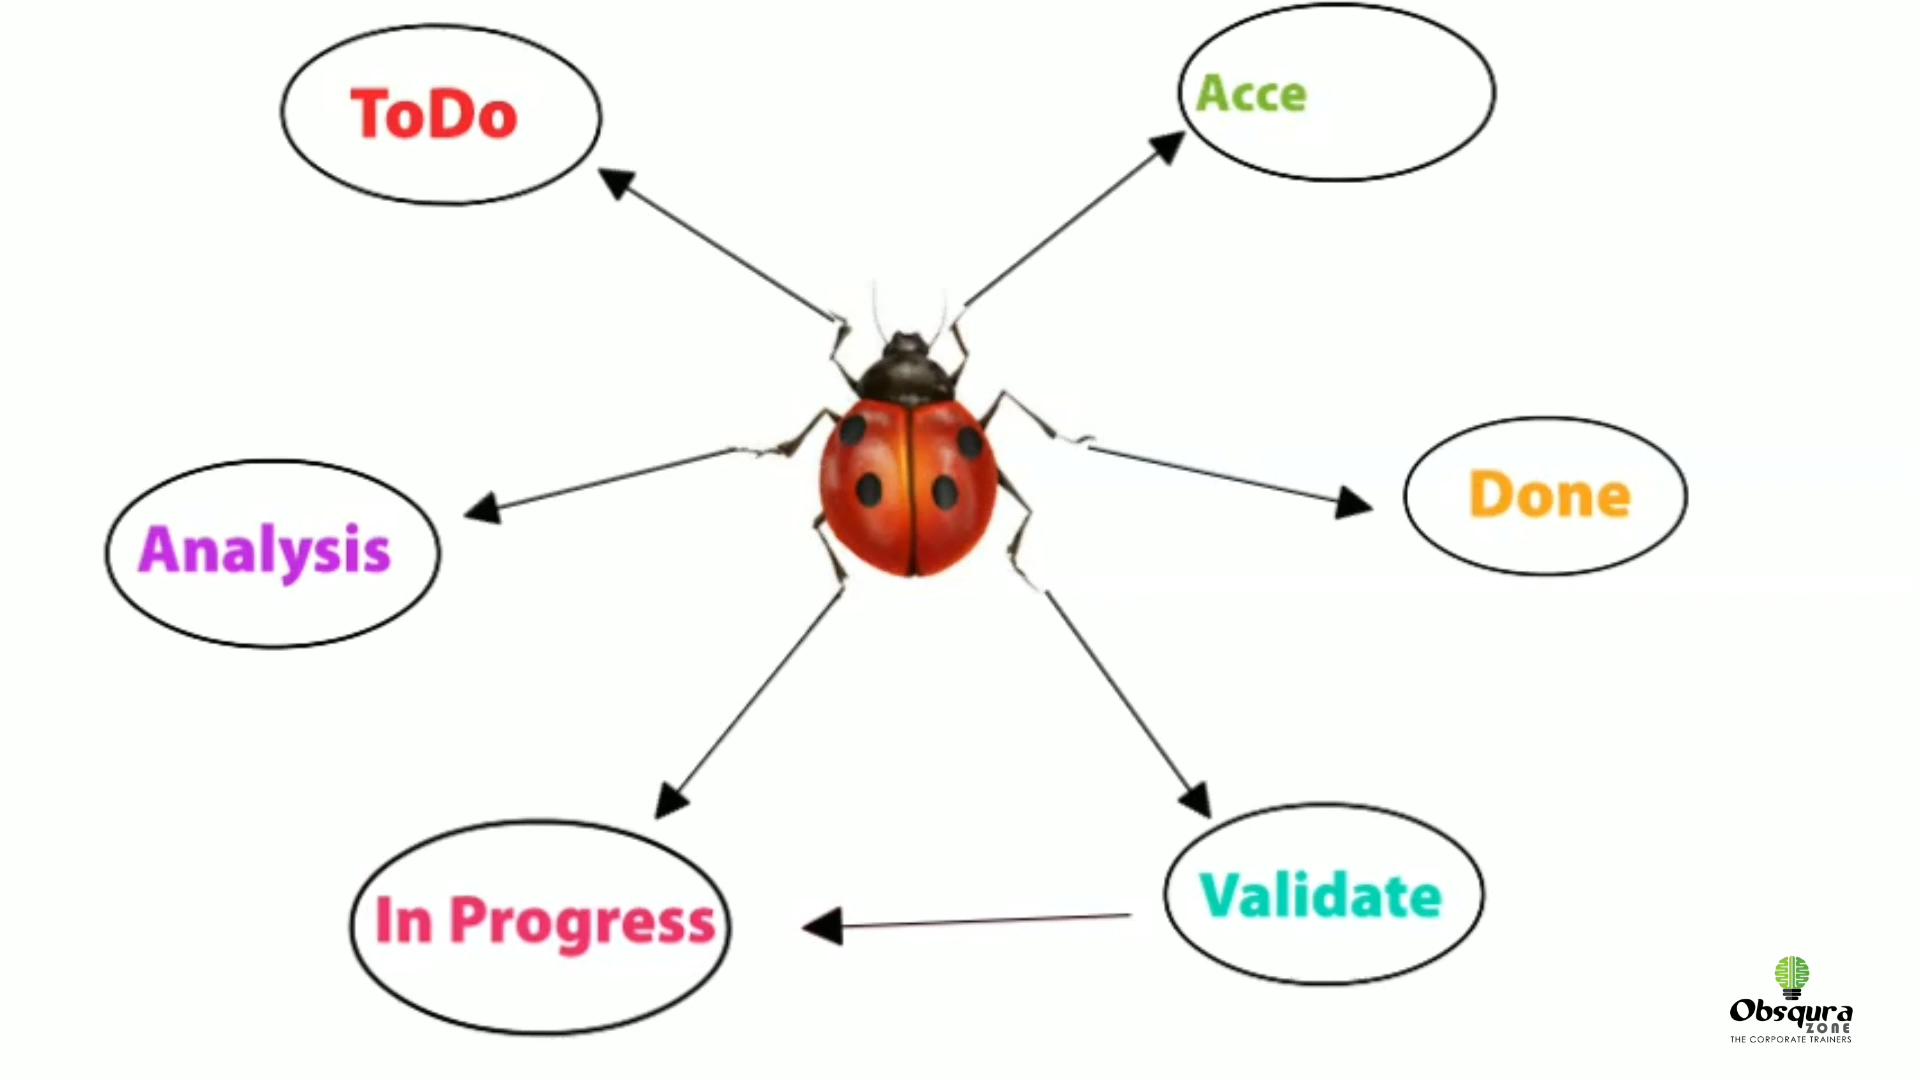 ToDo
Acce
Analysis
Done
In Progress
Validate
Obsqura
ZONE
THE CORPORATE TRAINERS